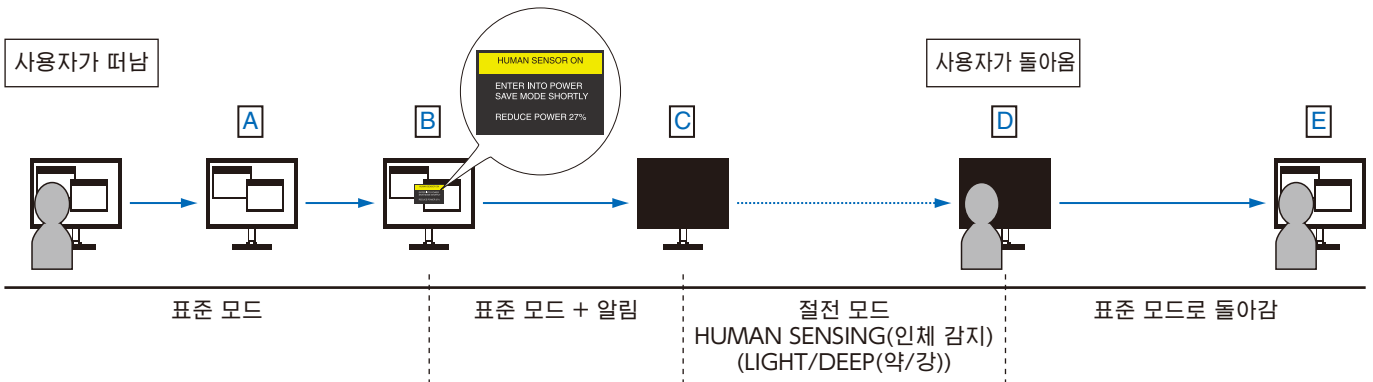 사용자가 떠남
HUMAN SENSOR ON
ENTER INTO POWER
SAVE MODE SHORTLY
REDUCE POWER 27%
사용자가 돌아옴
A
B
C
D
E
표준 모드
표준 모드 + 알림
절전 모드
HUMAN SENSING(인체 감지)
(LIGHT/DEEP(약/강))
표준 모드로 돌아감